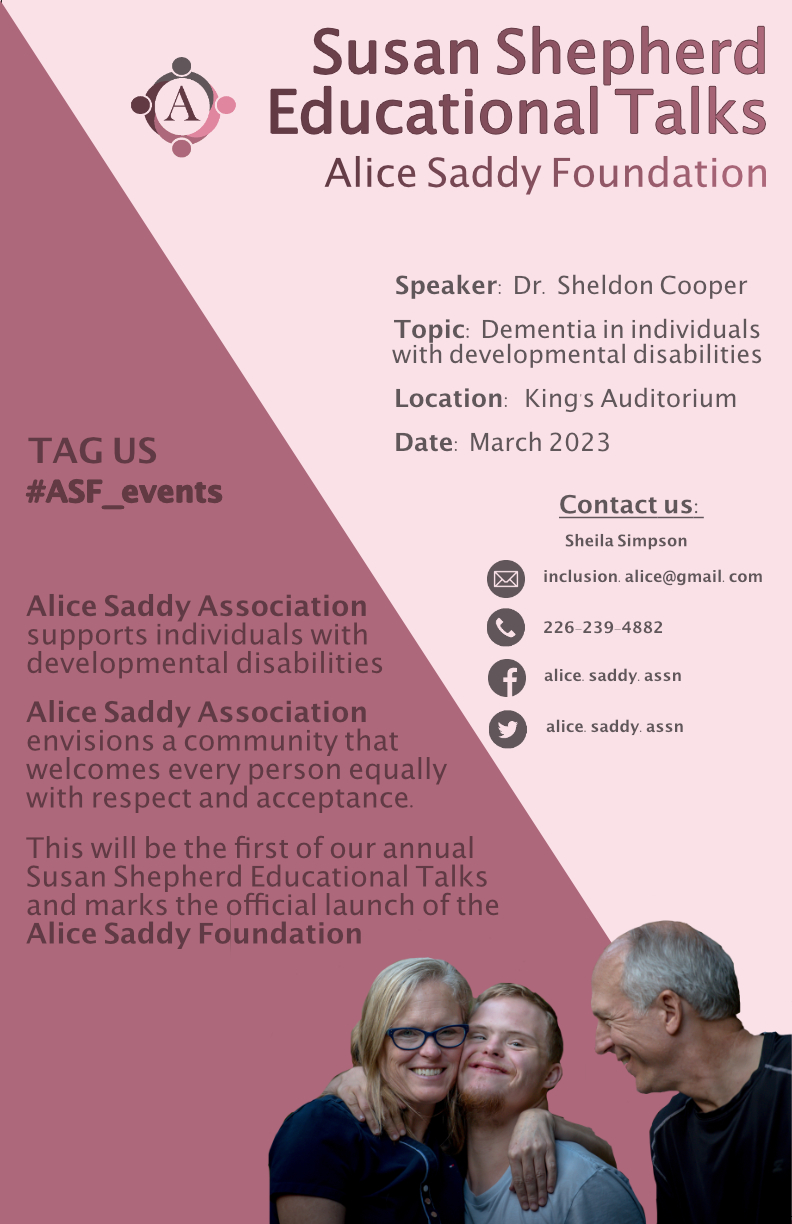 A
Susan Shepherd
Educational Talks
Alice Saddy Foundation
Speaker: Dr. Sheldon Cooper
Topic: Dementia in individuals
with developmental disabilities
Location: King's Auditorium
Date: March 2023
TAG US
#ASF_events
Contact us:
Sheila Simpson
inclusion.alice@gmail.com
226-239-4882
alice.saddy.assn
alice.saddy.assn
Alice Saddy Association
supports individuals with
developmental disabilities
Alice Saddy Association
envisions a community that
welcomes every person equally
with respect and acceptance.
This will be the first of our annual
Susan Shepherd Educational Talks
and marks the official launch of the
Alice Saddy Foundation